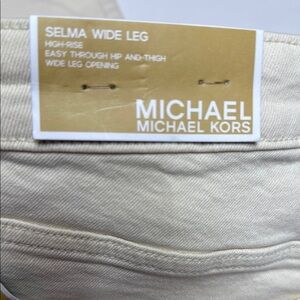 SELMA WIDE LEG
HIGH-RISE
EASY THROUGH HIP AND THIGH
WIDE LEG OPENING
MICHAEL
MICHAEL KORS